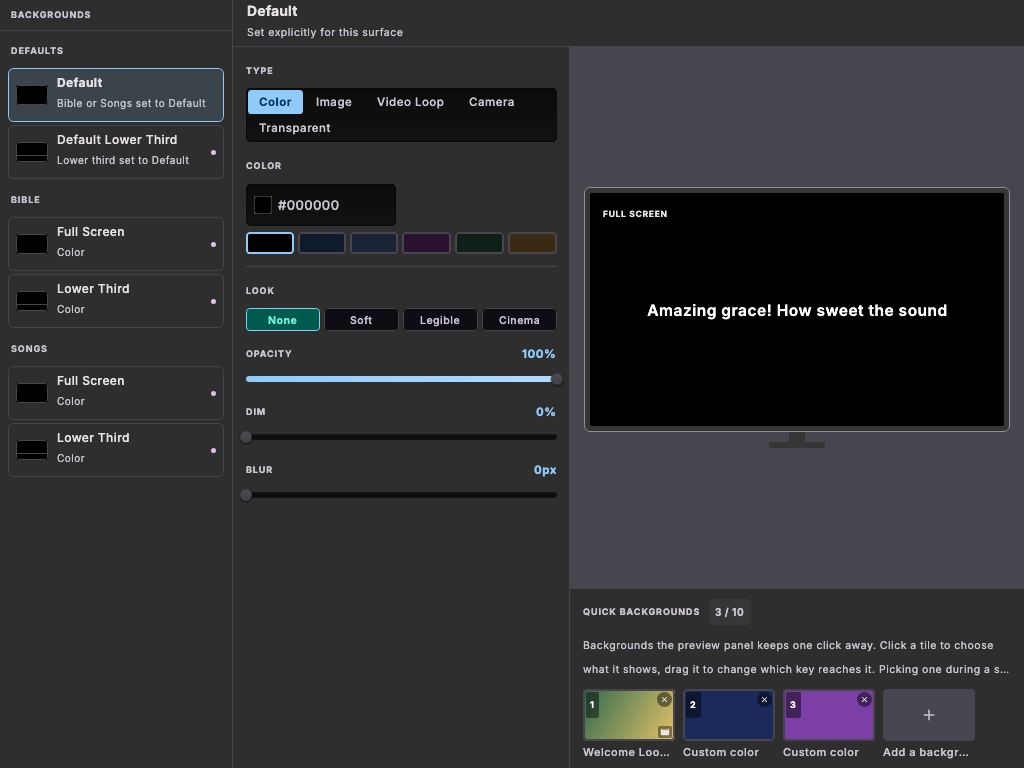 BACKGROUNDS
DEFAULTS
Default
Bible or Songs set to Default
Default Lower Third
Lower third set to Default
BIBLE
Full Screen
Color
Lower Third
Color
SONGS
Full Screen
Color
Lower Third
Color
Default
Set explicitly for this surface
TYPE
Color Image Video Loop Camera
Transparent
COLOR
#000000
LOOK
None Soft Legible Cinema
OPACITY 100%
DIM 0%
BLUR 0px
FULL SCREEN
Amazing grace! How sweet the sound
QUICK BACKGROUNDS 3 / 10
Backgrounds the preview panel keeps one click away. Click a tile to choose
what it shows, drag it to change which key reaches it. Picking one during a s...
1 2 3
Welcome Loo... Custom color Custom color Add a backgr...